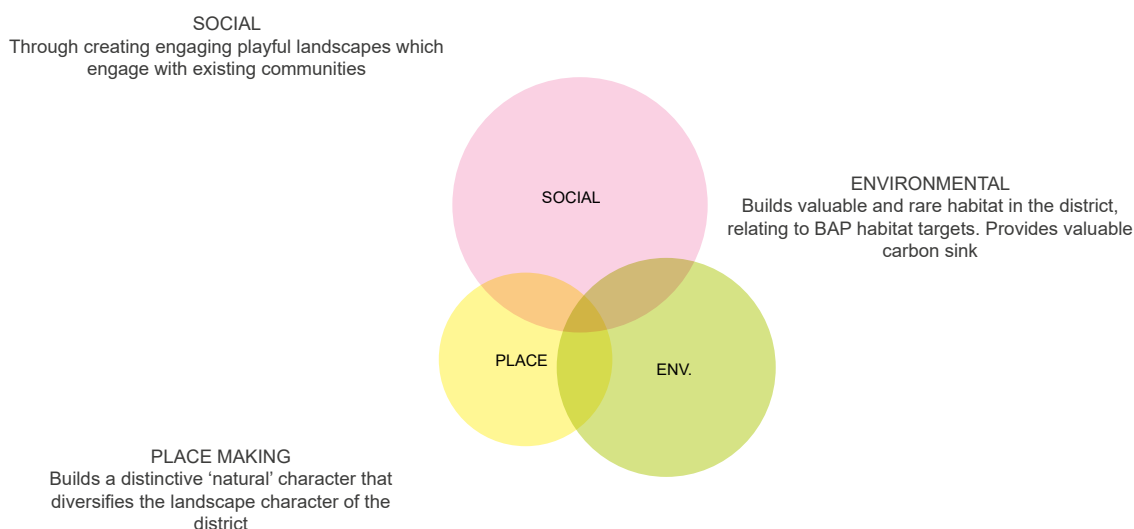 SOCIAL
Through creating engaging playful landscapes which
engage with existing communities
SOCIAL
ENVIRONMENTAL
Builds valuable and rare habitat in the district,
relating to BAP habitat targets. Provides valuable
carbon sink
PLACE
ENV.
PLACE MAKING
Builds a distinctive ‘natural’ character that
diversifies the landscape character of the
district